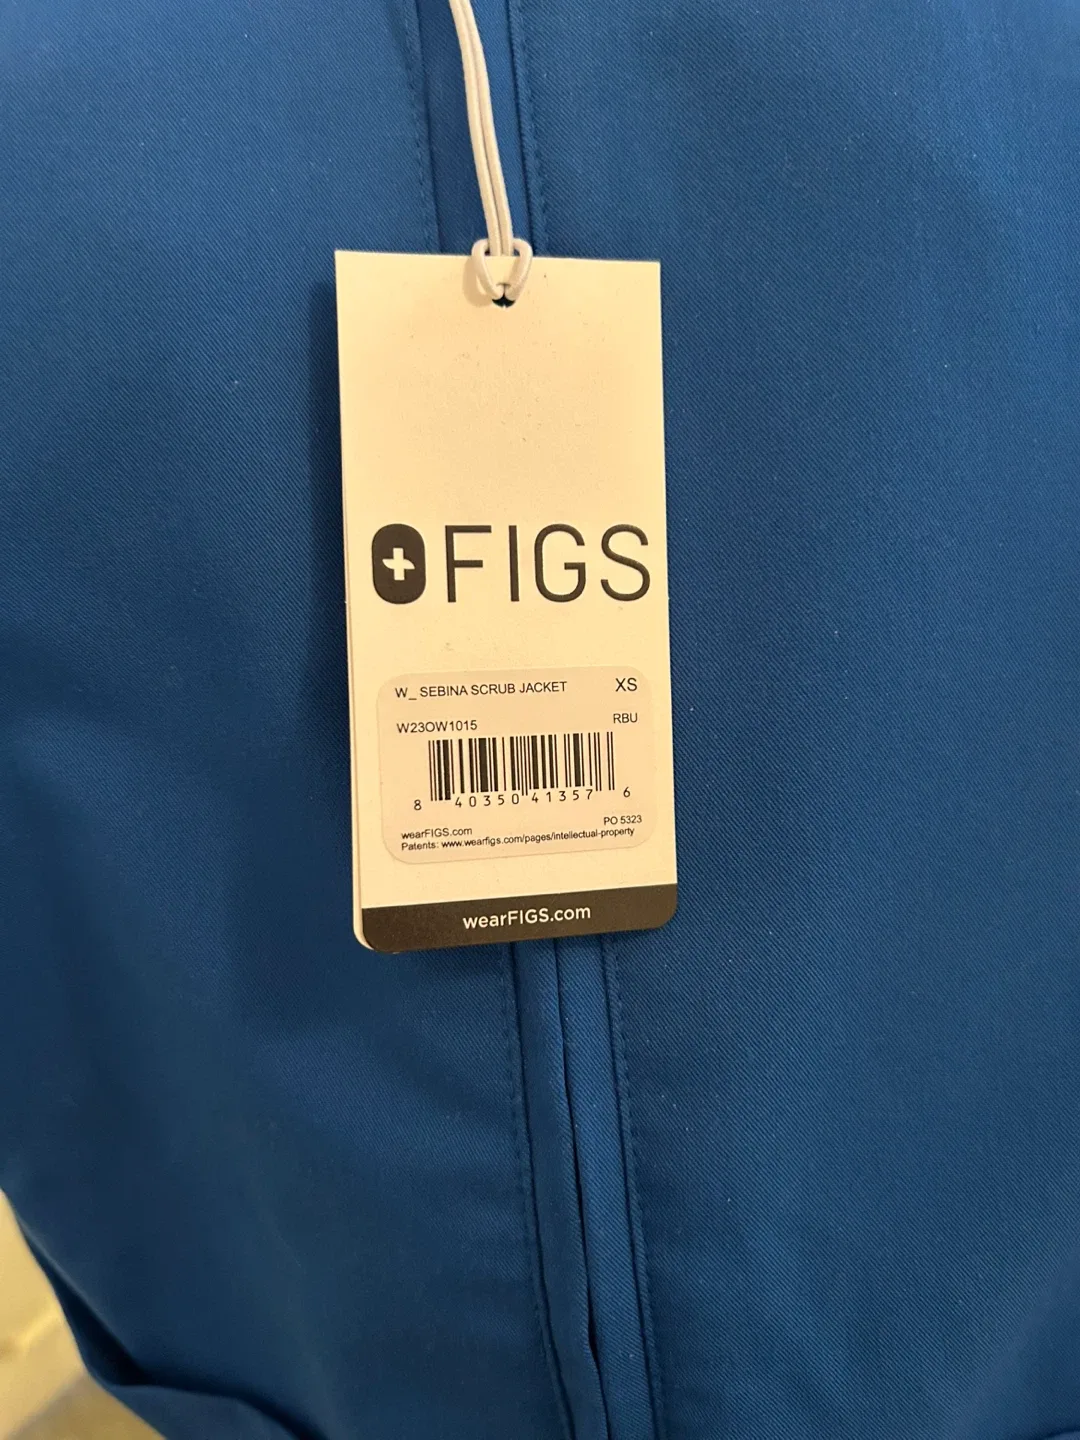 FIGS
W_ SEBINA SCRUB JACKET XS
W23OW1015 RBU
8 40350 41357 6
wearFIGS.com PO 5323
Patents: www.wearfigs.com/pages/intellectual-property
wearFIGS.com